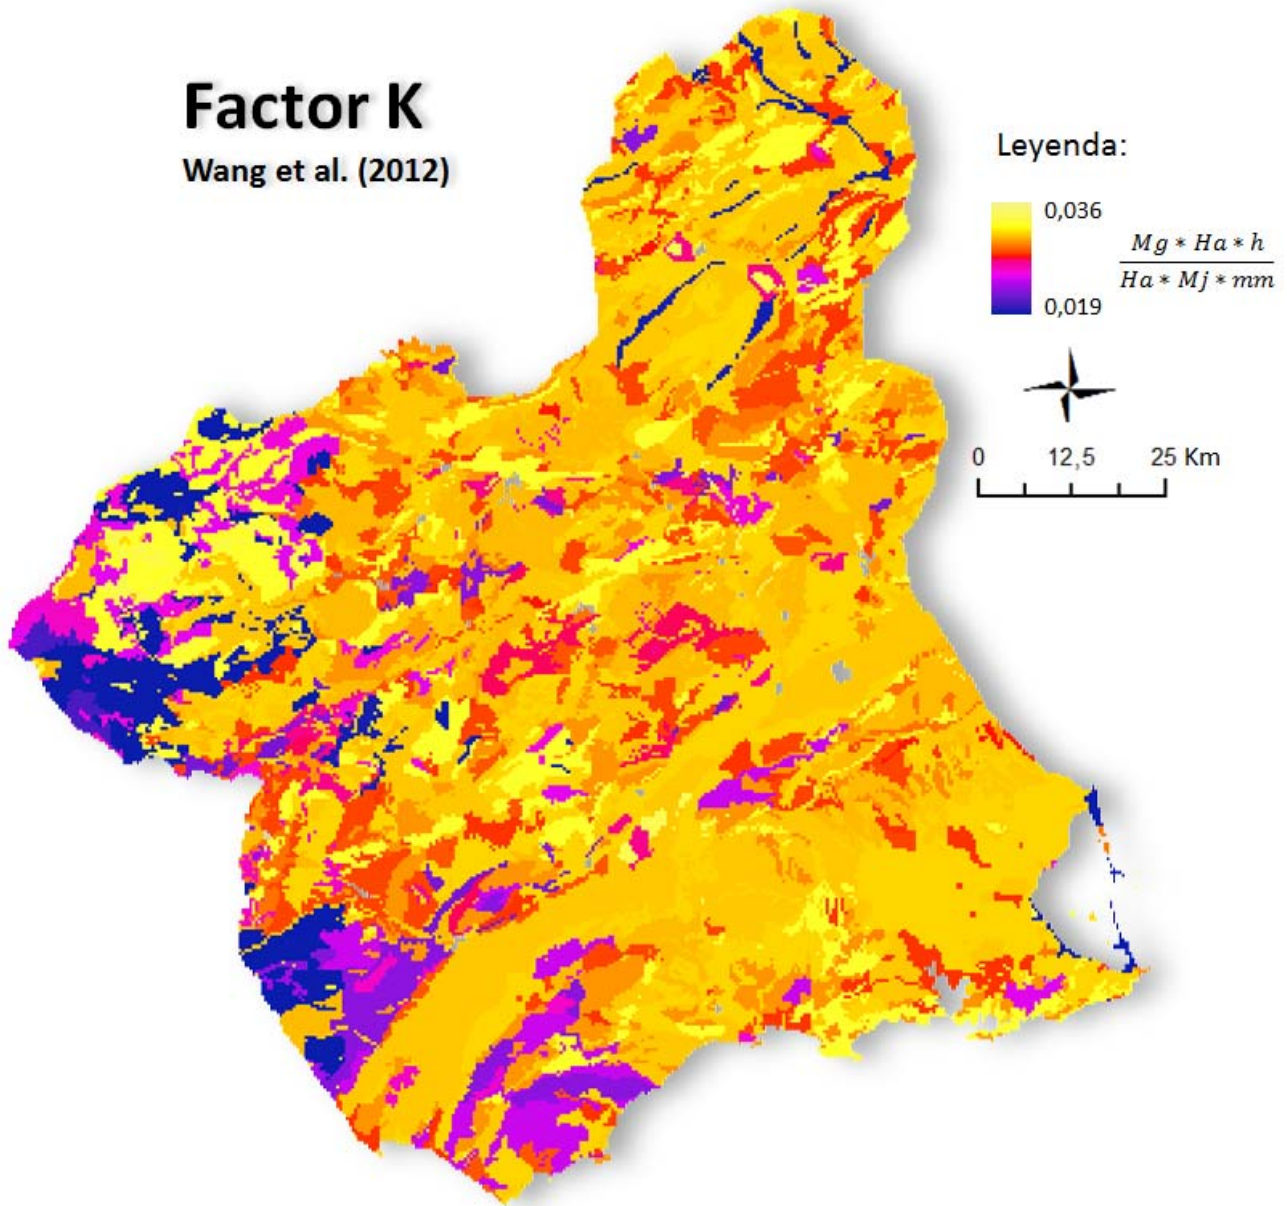 Factor K
Wang et al. (2012)
Leyenda:
0,036
0,019
Mg * Ha * h
Ha * Mj * mm
0 12,5 25 Km